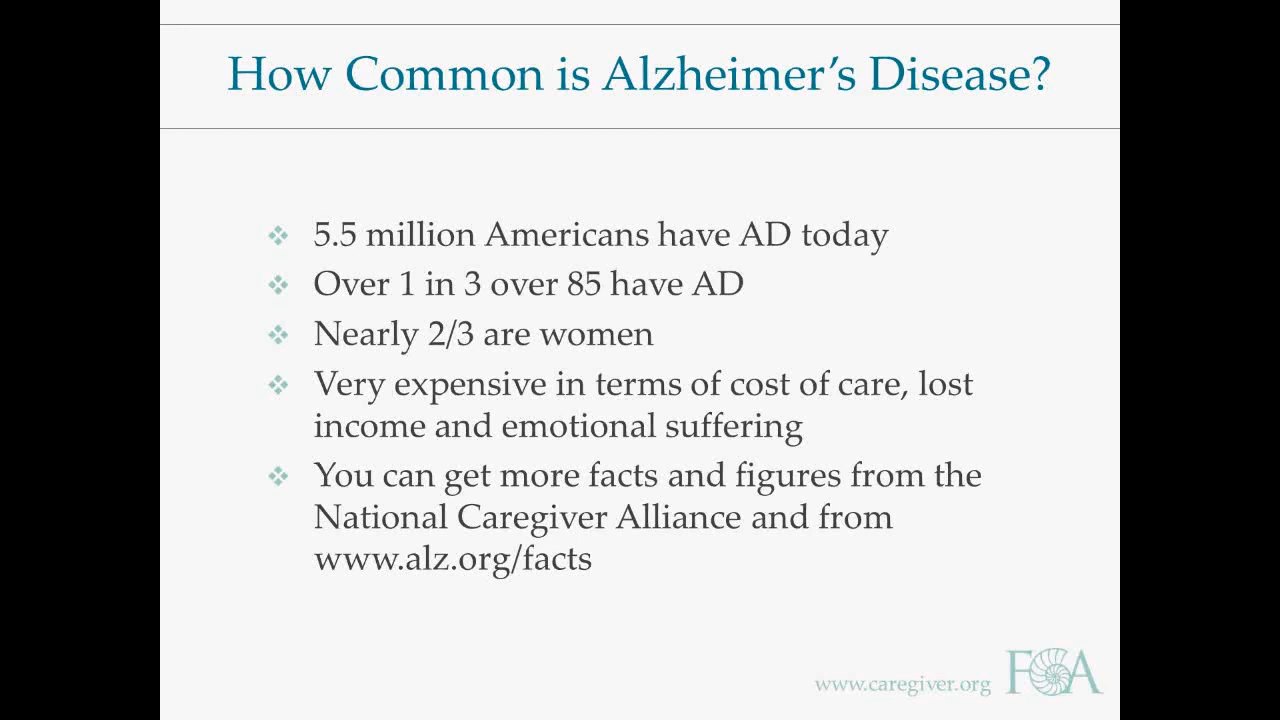 How Common is Alzheimer’s Disease?
5.5 million Americans have AD today
Over 1 in 3 over 85 have AD
Nearly 2/3 are women
Very expensive in terms of cost of care, lost
income and emotional suffering
You can get more facts and figures from the
National Caregiver Alliance and from
www.alz.org/facts
www.caregiver.org FCA